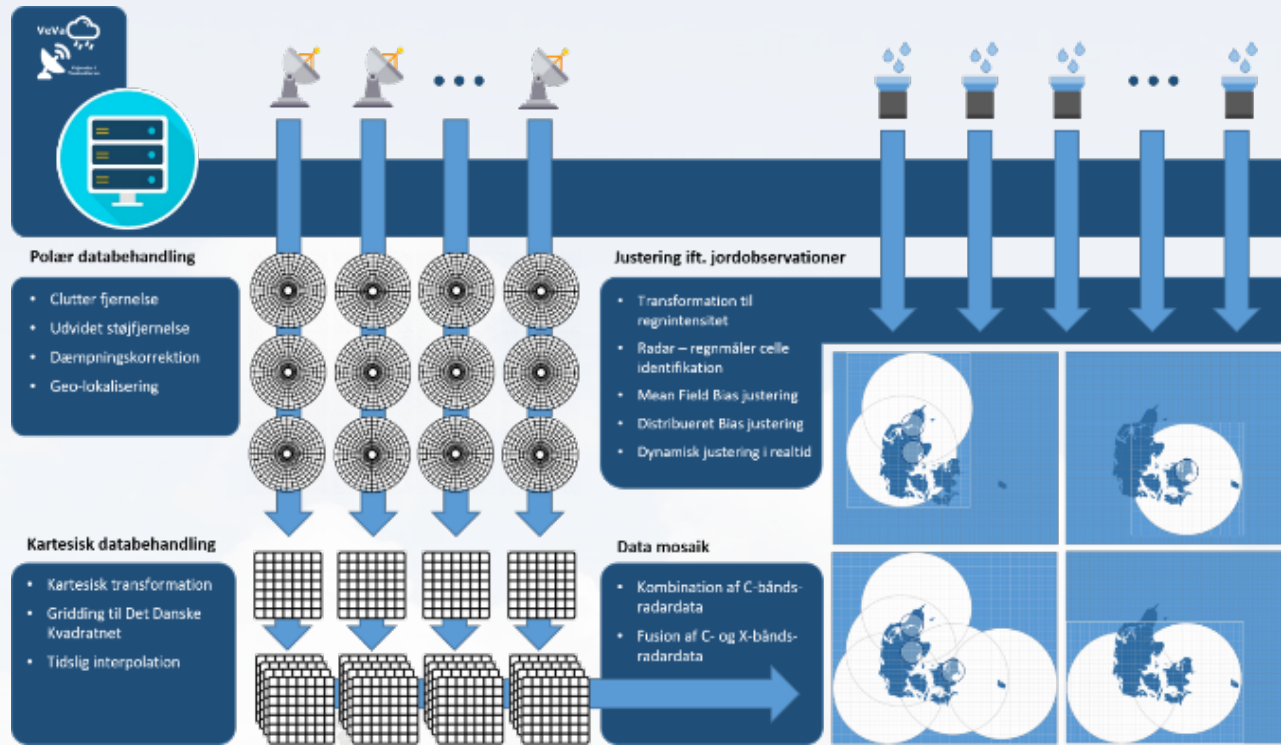 VeVa
Polær databehandling
• Clutter fjernelse
• Udvidet støjfjernelse
• Dæmpningskorrektion
• Geo-lokalisering
Kartesisk databehandling
• Kartesisk transformation
• Gridding til Det Danske
Kvadratnet
• Tidslig interpolation
Justering ift. jordobservationer
• Transformation til
regnintensitet
• Radar – regnmåler celle
identifikation
• Mean Field Bias justering
• Distribueret Bias justering
• Dynamisk justering i realtid
Data mosaik
• Kombination af C-bånds-
radardata
• Fusion af C- og X-bånds-
radardata